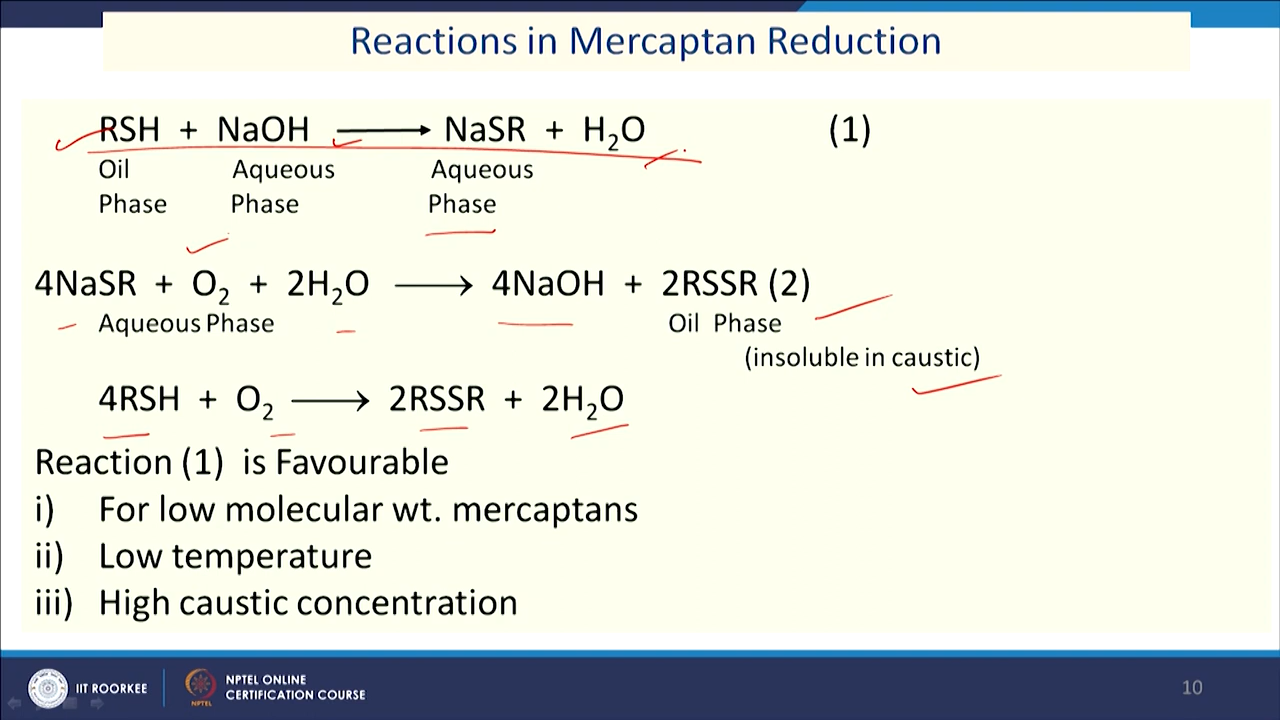 Reactions in Mercaptan Reduction
RSH + NaOH ⟶ NaSR + H₂O (1)
Oil Aqueous Aqueous
Phase Phase Phase
4NaSR + O₂ + 2H₂O ⟶ 4NaOH + 2RSSR (2)
Aqueous Phase Oil Phase
(insoluble in caustic)
4RSH + O₂ ⟶ 2RSSR + 2H₂O
Reaction (1) is Favourable
i) For low molecular wt. mercaptans
ii) Low temperature
iii) High caustic concentration
IIT ROORKEE
NPTEL
NPTEL ONLINE
CERTIFICATION COURSE
10